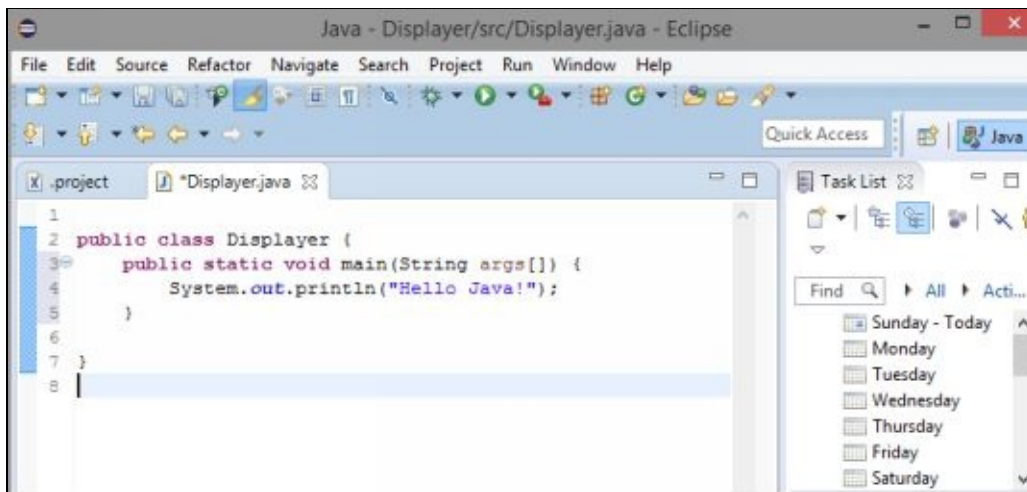 Java - Displayer/src/Displayer.java - Eclipse
File Edit Source Refactor Navigate Search Project Run Window Help
Quick Access
Java
.project
*Displayer.java
1
2 public class Displayer {
3 public static void main(String args[]) {
4 System.out.println("Hello Java!");
5 }
6
7 }
8
Task List
Find All Acti...
Sunday - Today
Monday
Tuesday
Wednesday
Thursday
Friday
Saturday